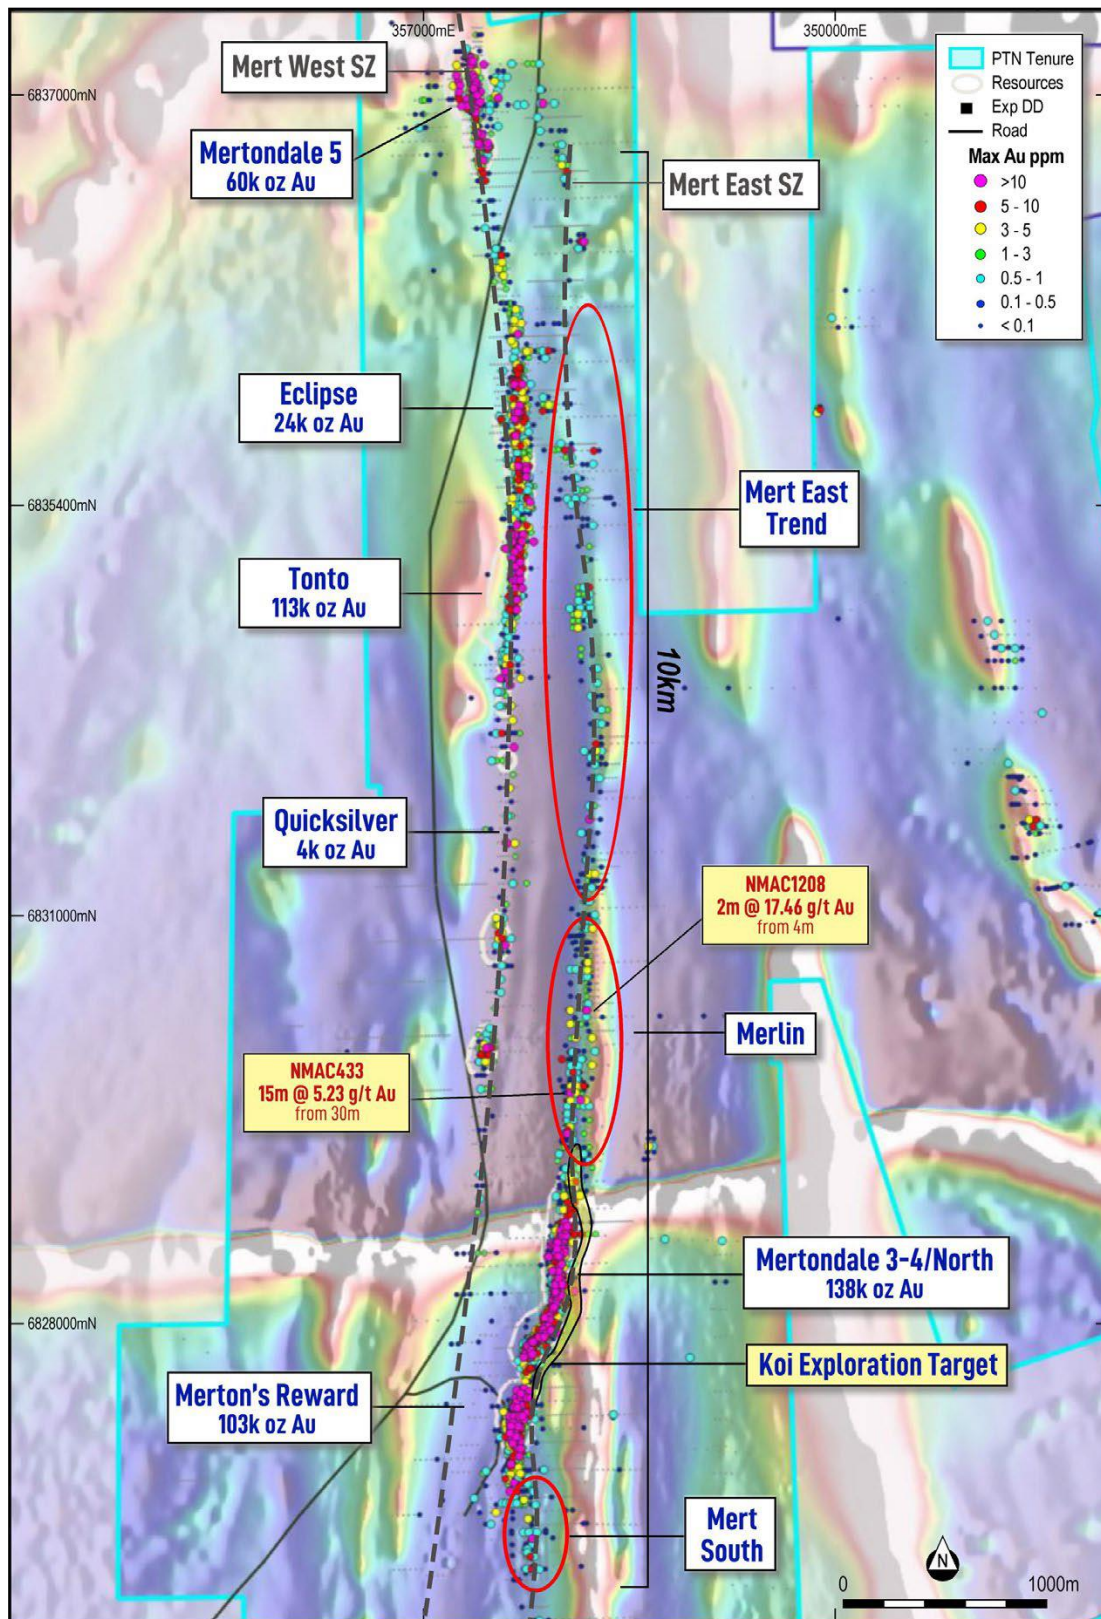 357000mE
350000mE
Mert West SZ
6837000mN
Mertondale 5
60k oz Au
Mert East SZ
PTN Tenure
Resources
Exp DD
Road
Max Au ppm
>10
5 - 10
3 - 5
1 - 3
0.5 - 1
0.1 - 0.5
< 0.1
Eclipse
24k oz Au
6835400mN
Mert East
Trend
Tonto
113k oz Au
10km
Quicksilver
4k oz Au
NMAC1208
2m @ 17.46 g/t Au
from 4m
6831000mN
Merlin
NMAC433
15m @ 5.23 g/t Au
from 30m
Mertondale 3-4/North
138k oz Au
6828000mN
Koi Exploration Target
Merton's Reward
103k oz Au
Mert
South
N
0
1000m